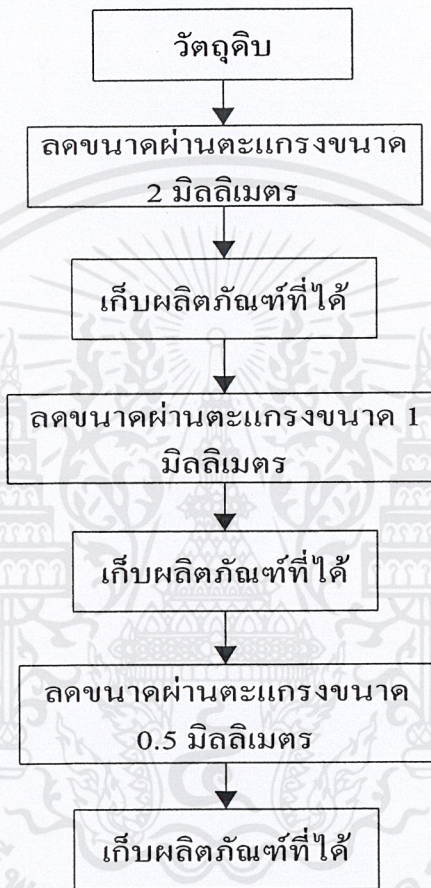 วัตถุดิบ
ลดขนาดผ่านตะแกรงขนาด
2 มิลลิเมตร
เก็บผลิตภัณฑ์ที่ได้
ลดขนาดผ่านตะแกรงขนาด 1
มิลลิเมตร
เก็บผลิตภัณฑ์ที่ได้
ลดขนาดผ่านตะแกรงขนาด
0.5 มิลลิเมตร
เก็บผลิตภัณฑ์ที่ได้